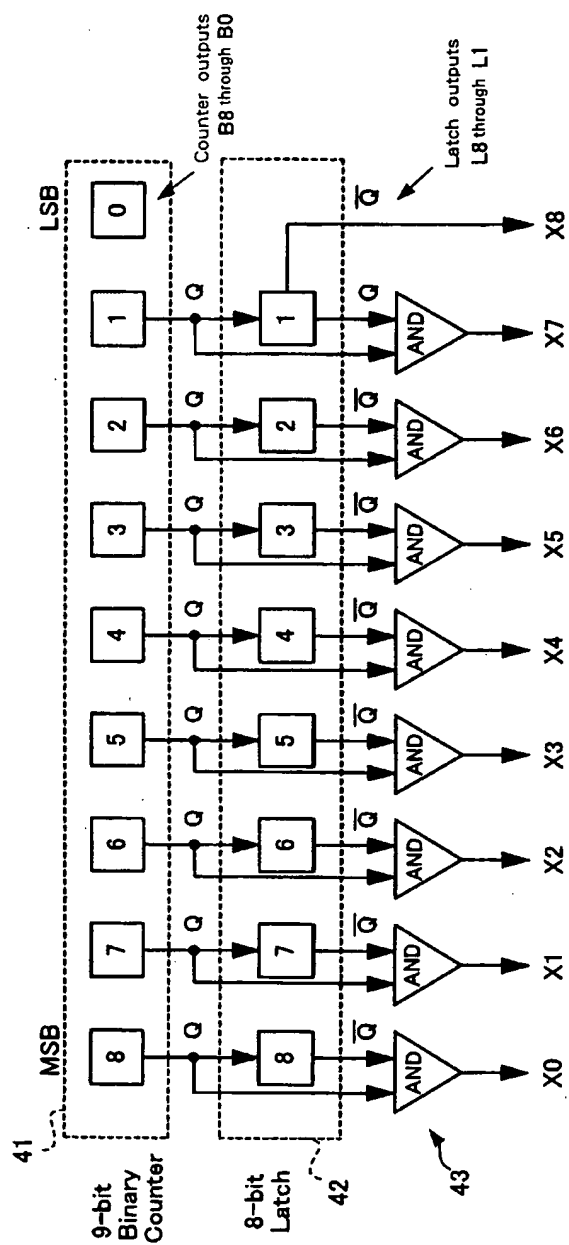 MSB LSB
41
9-bit
Binary
Counter
8 7 6 5 4 3 2 1 0
Counter outputs
B8 through B0
Q Q Q Q Q Q Q Q
8-bit
Latch
8 7 6 5 4 3 2 1
42
Q̅ Q̅ Q̅ Q̅ Q̅ Q̅ Q̅ Q Q̅
Latch outputs
L8 through L1
43
AND AND AND AND AND AND AND AND
X0 X1 X2 X3 X4 X5 X6 X7 X8